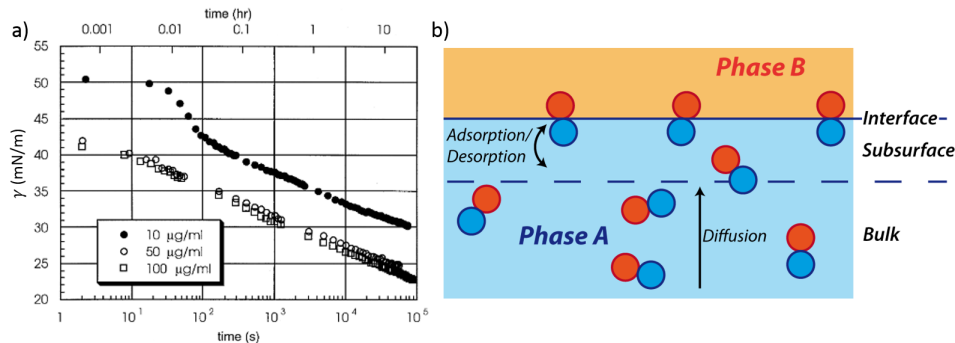 a)
time (hr)
0.001 0.01 0.1 1 10
γ (mN/m)
55
50
45
40
35
30
25
20
10 µg/ml
50 µg/ml
100 µg/ml
1 10¹ 10² 10³ 10⁴ 10⁵
time (s)
b)
Phase B
Interface
Adsorption/
Desorption
Subsurface
Phase A
Diffusion
Bulk